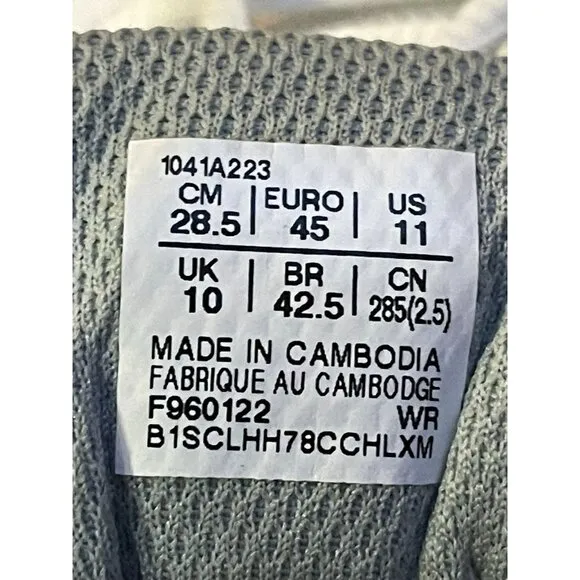 1041A223
CM | EURO | US
28.5 | 45 | 11
UK | BR | CN
10 | 42.5 | 285(2.5)
MADE IN CAMBODIA
FABRIQUE AU CAMBODGE
F960122 WR
B1SCLHH78CCHLXM